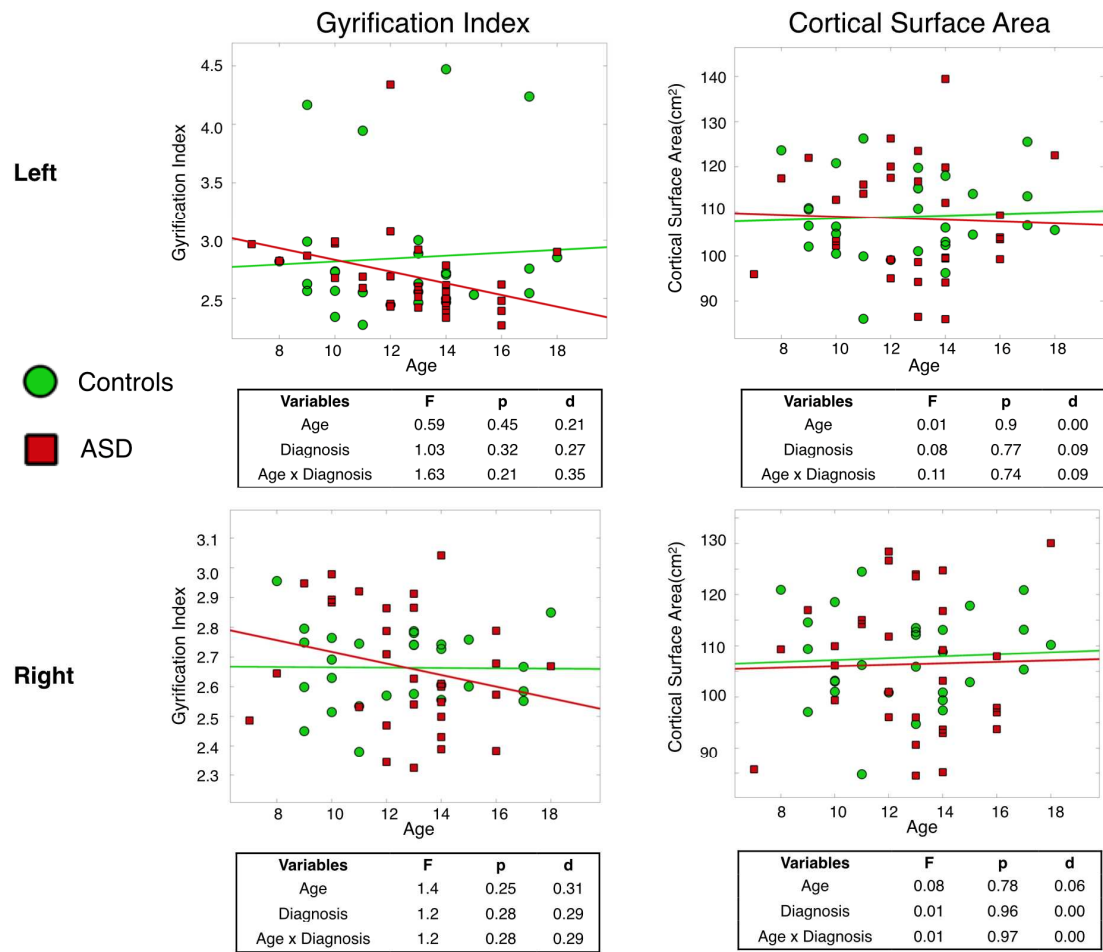 Gyrification Index
Cortical Surface Area
Left
Gyrification Index
4.5
4.0
3.5
3.0
2.5
8 10 12 14 16 18
Age
Cortical Surface Area(cm²)
140
130
120
110
100
90
8 10 12 14 16 18
Age
Controls
ASD
Variables F p d
Age 0.59 0.45 0.21
Diagnosis 1.03 0.32 0.27
Age x Diagnosis 1.63 0.21 0.35
Variables F p d
Age 0.01 0.9 0.00
Diagnosis 0.08 0.77 0.09
Age x Diagnosis 0.11 0.74 0.09
Right
Gyrification Index
3.1
3.0
2.9
2.8
2.7
2.6
2.5
2.4
2.3
8 10 12 14 16 18
Age
Cortical Surface Area(cm²)
130
120
110
100
90
8 10 12 14 16 18
Age
Variables F p d
Age 1.4 0.25 0.31
Diagnosis 1.2 0.28 0.29
Age x Diagnosis 1.2 0.28 0.29
Variables F p d
Age 0.08 0.78 0.06
Diagnosis 0.01 0.96 0.00
Age x Diagnosis 0.01 0.97 0.00